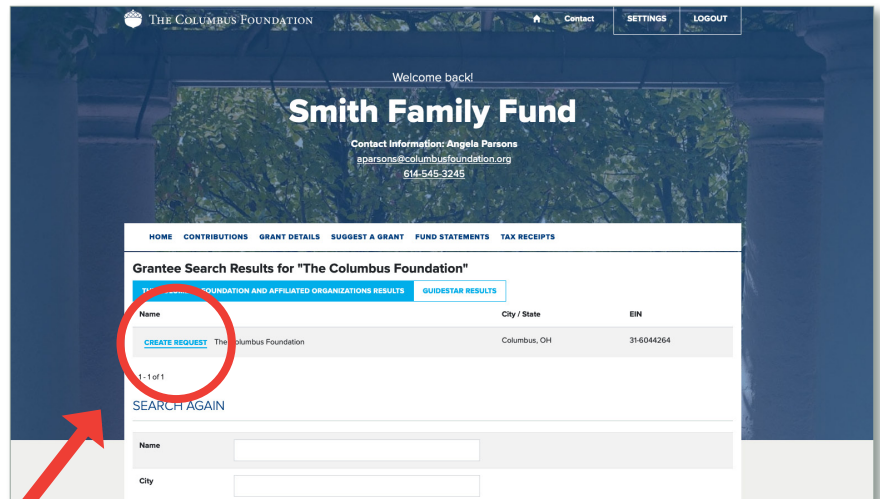 THE COLUMBUS FOUNDATION
Contact
SETTINGS
LOGOUT
Welcome back!
Smith Family Fund
Contact Information: Angela Parsons
aparsons@columbusfoundation.org
614-545-3245
HOME CONTRIBUTIONS GRANT DETAILS SUGGEST A GRANT FUND STATEMENTS TAX RECEIPTS
Grantee Search Results for "The Columbus Foundation"
FOUNDATION AND AFFILIATED ORGANIZATIONS RESULTS GUIDESTAR RESULTS
Name City / State EIN
CREATE REQUEST The Columbus Foundation Columbus, OH 31-6044264
1 - 1 of 1
SEARCH AGAIN
Name
City